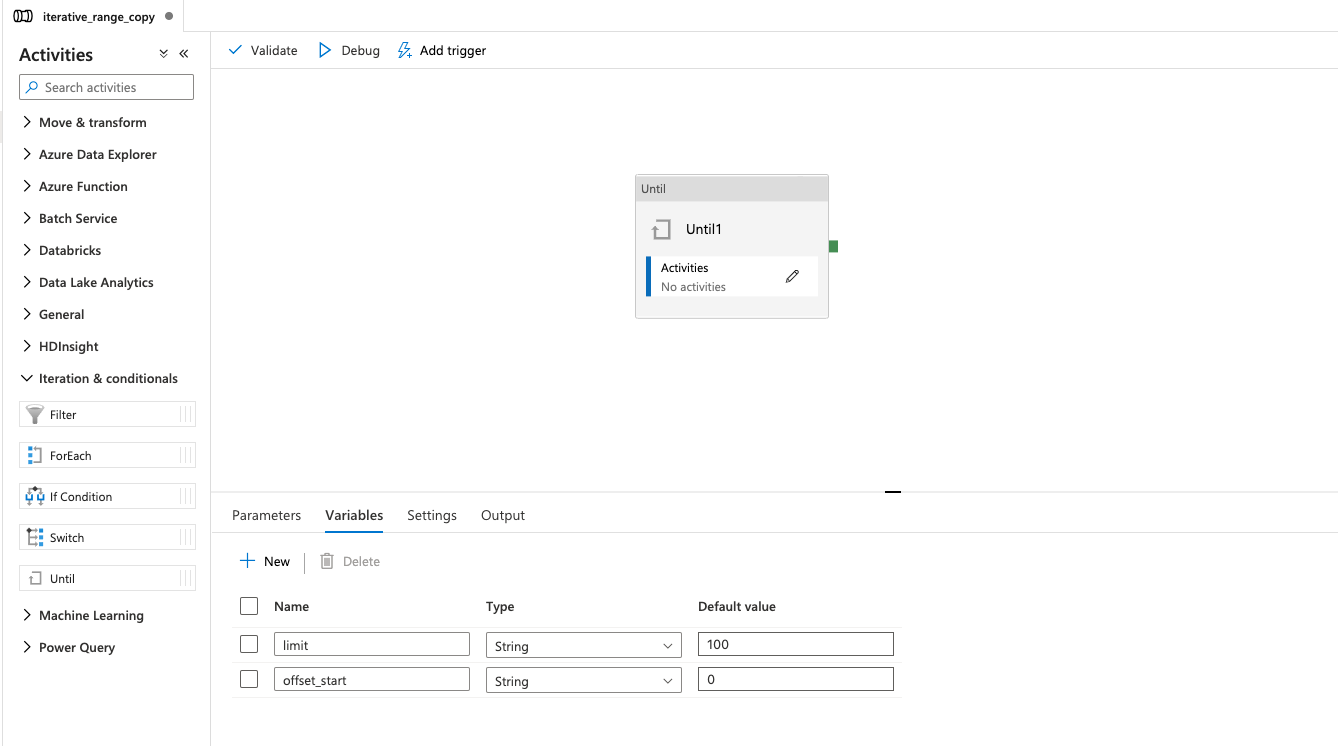 iterative_range_copy
Activities
Search activities
Move & transform
Azure Data Explorer
Azure Function
Batch Service
Databricks
Data Lake Analytics
General
HDInsight
Iteration & conditionals
Filter
ForEach
If Condition
Switch
Until
Machine Learning
Power Query
Validate Debug Add trigger
Until
Until1
Activities
No activities
Parameters Variables Settings Output
New Delete
Name Type Default value
limit String 100
offset_start String 0